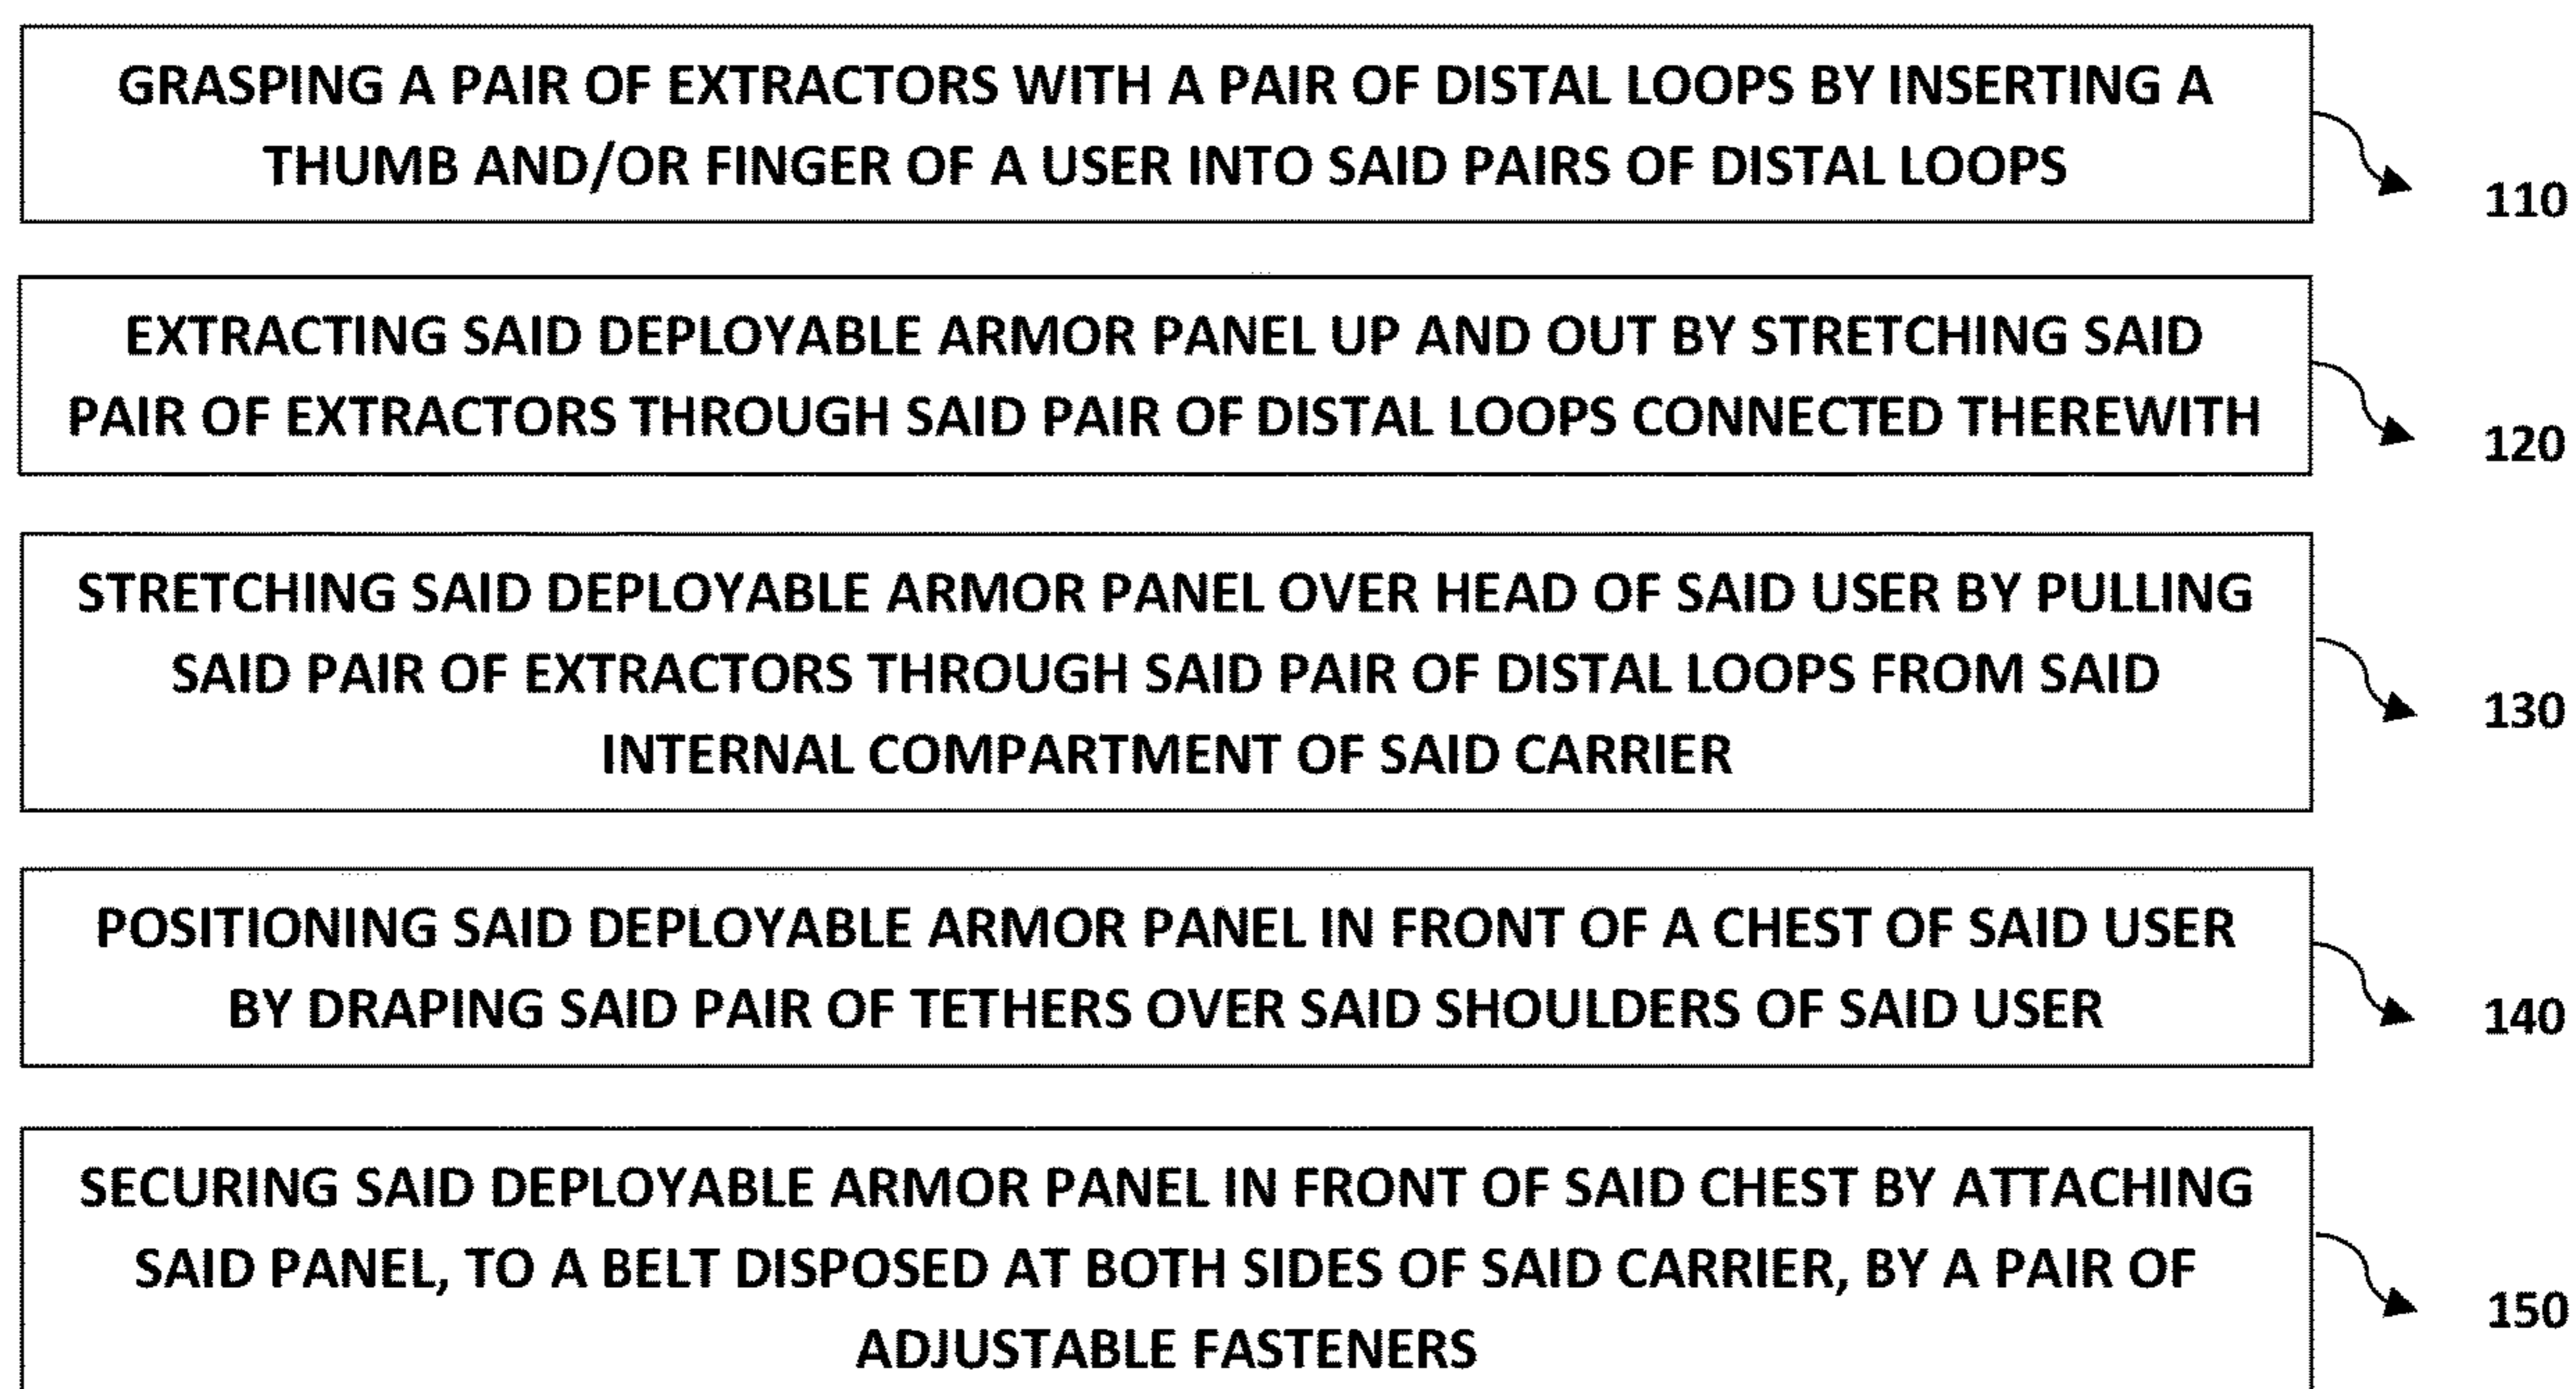 GRASPING A PAIR OF EXTRACTORS WITH A PAIR OF DISTAL LOOPS BY INSERTING A
THUMB AND/OR FINGER OF A USER INTO SAID PAIRS OF DISTAL LOOPS
110
EXTRACTING SAID DEPLOYABLE ARMOR PANEL UP AND OUT BY STRETCHING SAID
PAIR OF EXTRACTORS THROUGH SAID PAIR OF DISTAL LOOPS CONNECTED THEREWITH
120
STRETCHING SAID DEPLOYABLE ARMOR PANEL OVER HEAD OF SAID USER BY PULLING
SAID PAIR OF EXTRACTORS THROUGH SAID PAIR OF DISTAL LOOPS FROM SAID
INTERNAL COMPARTMENT OF SAID CARRIER
130
POSITIONING SAID DEPLOYABLE ARMOR PANEL IN FRONT OF A CHEST OF SAID USER
BY DRAPING SAID PAIR OF TETHERS OVER SAID SHOULDERS OF SAID USER
140
SECURING SAID DEPLOYABLE ARMOR PANEL IN FRONT OF SAID CHEST BY ATTACHING
SAID PANEL, TO A BELT DISPOSED AT BOTH SIDES OF SAID CARRIER, BY A PAIR OF
ADJUSTABLE FASTENERS
150